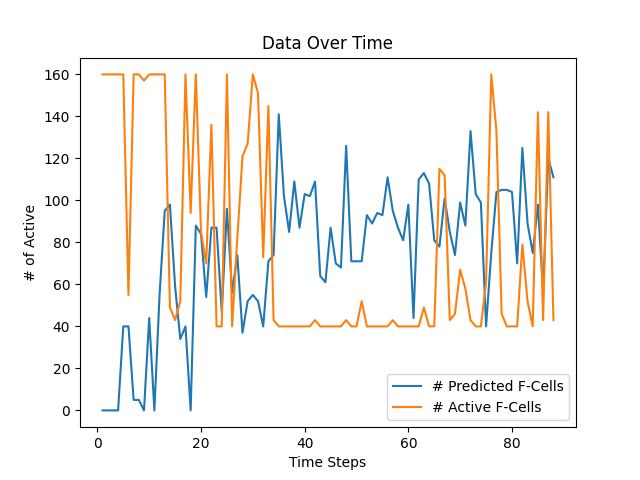 Data Over Time
# of Active
160
140
120
100
80
60
40
20
0
0 20 40 60 80
Time Steps
# Predicted F-Cells
# Active F-Cells